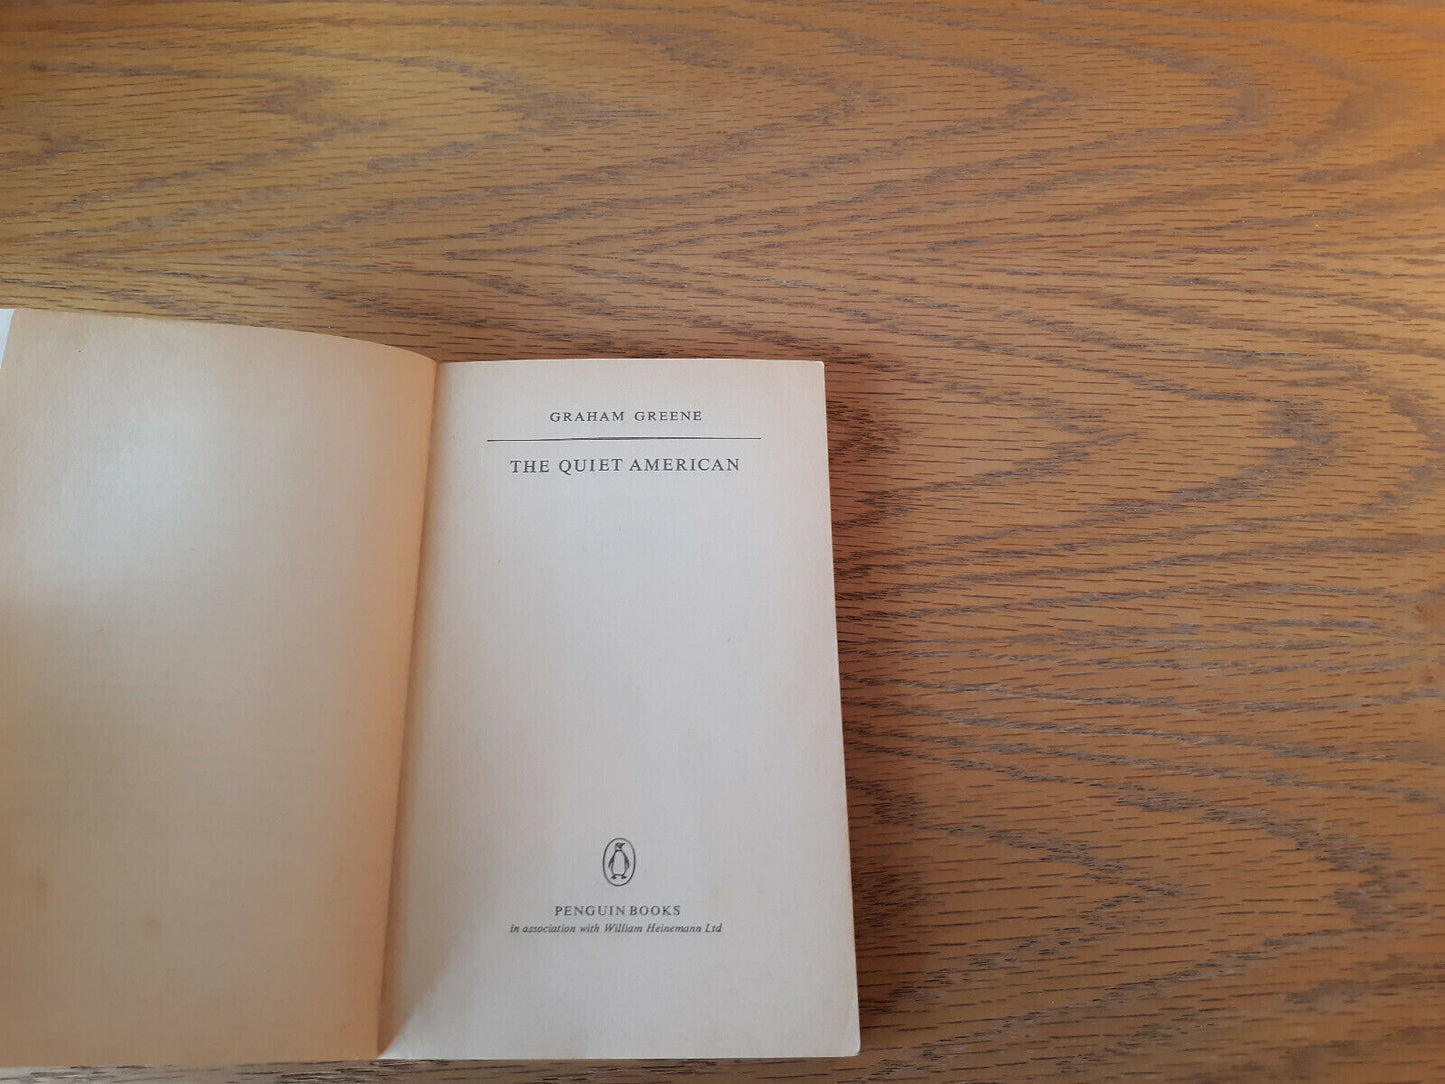 GRAHAM GREENE
THE QUIET AMERICAN
PENGUIN BOOKS
in association with William Heinemann Ltd